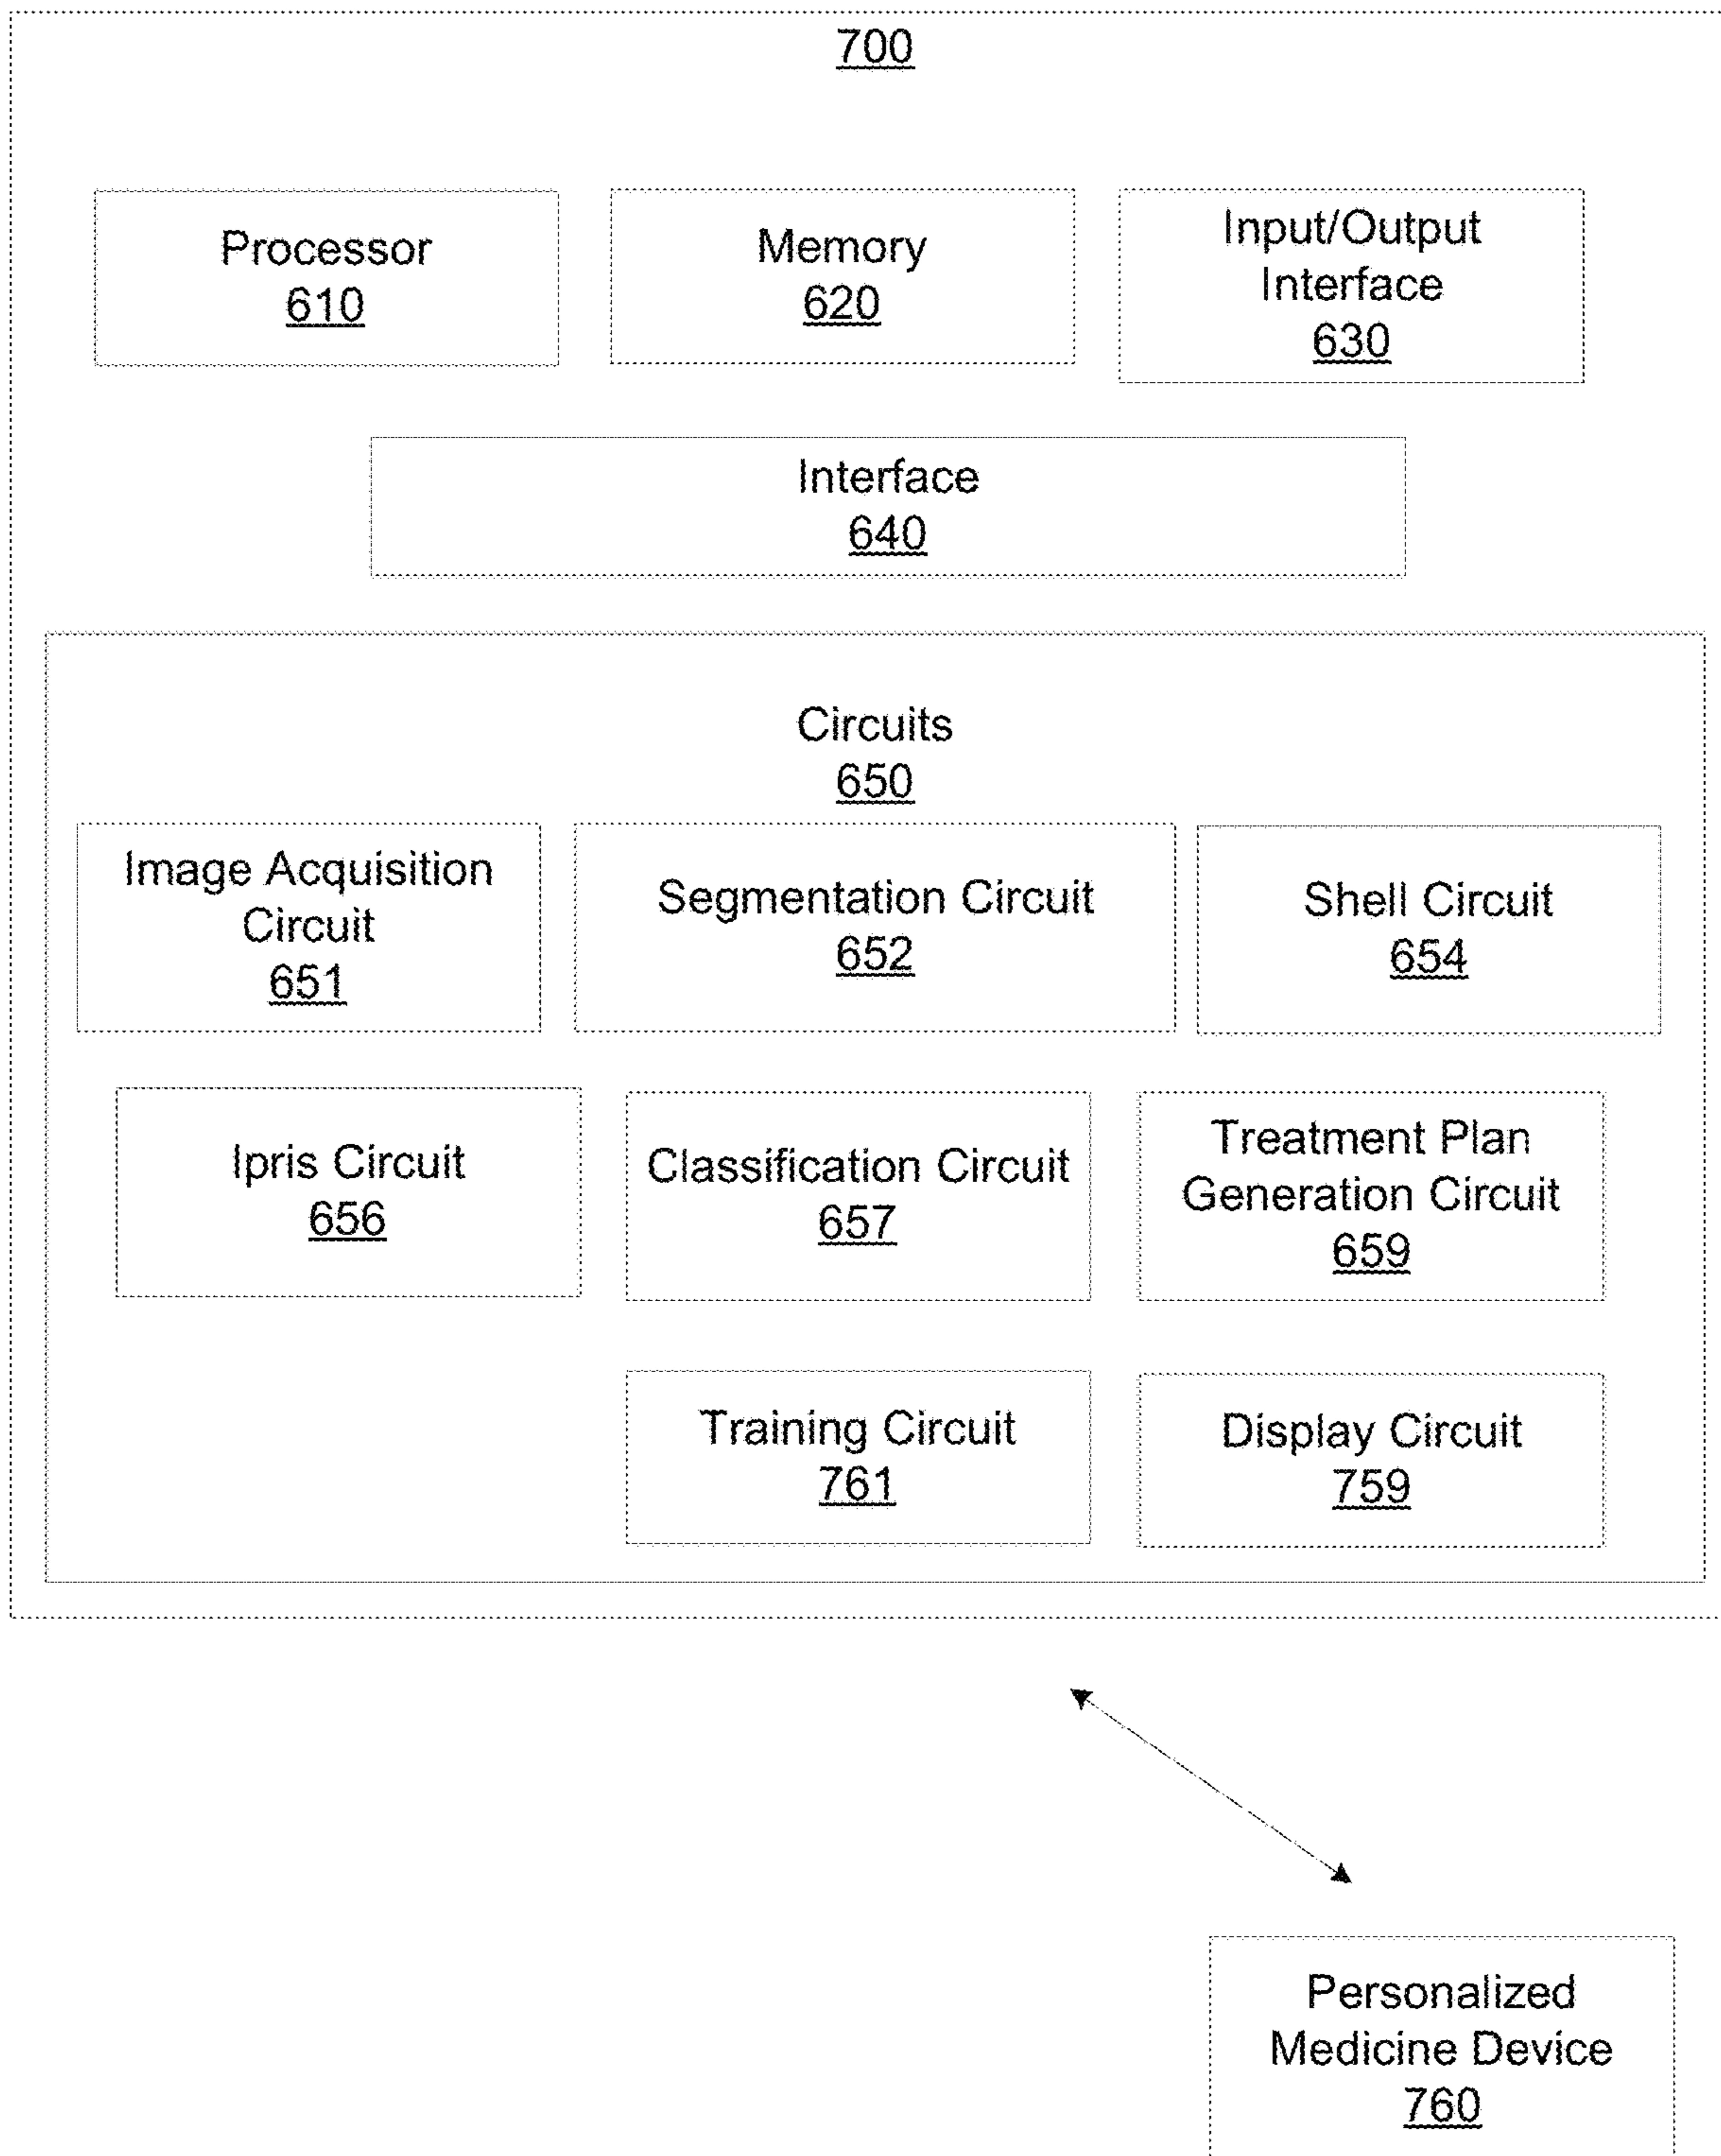 700
Processor
610
Memory
620
Input/Output
Interface
630
Interface
640
Circuits
650
Image Acquisition
Circuit
651
Segmentation Circuit
652
Shell Circuit
654
Ipris Circuit
656
Classification Circuit
657
Treatment Plan
Generation Circuit
659
Training Circuit
761
Display Circuit
759
Personalized
Medicine Device
760